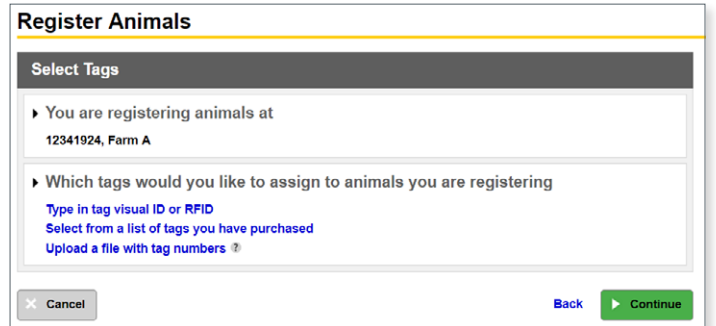 Register Animals
Select Tags
You are registering animals at
12341924, Farm A
Which tags would you like to assign to animals you are registering
Type in tag visual ID or RFID
Select from a list of tags you have purchased
Upload a file with tag numbers ?
Cancel
Back
Continue